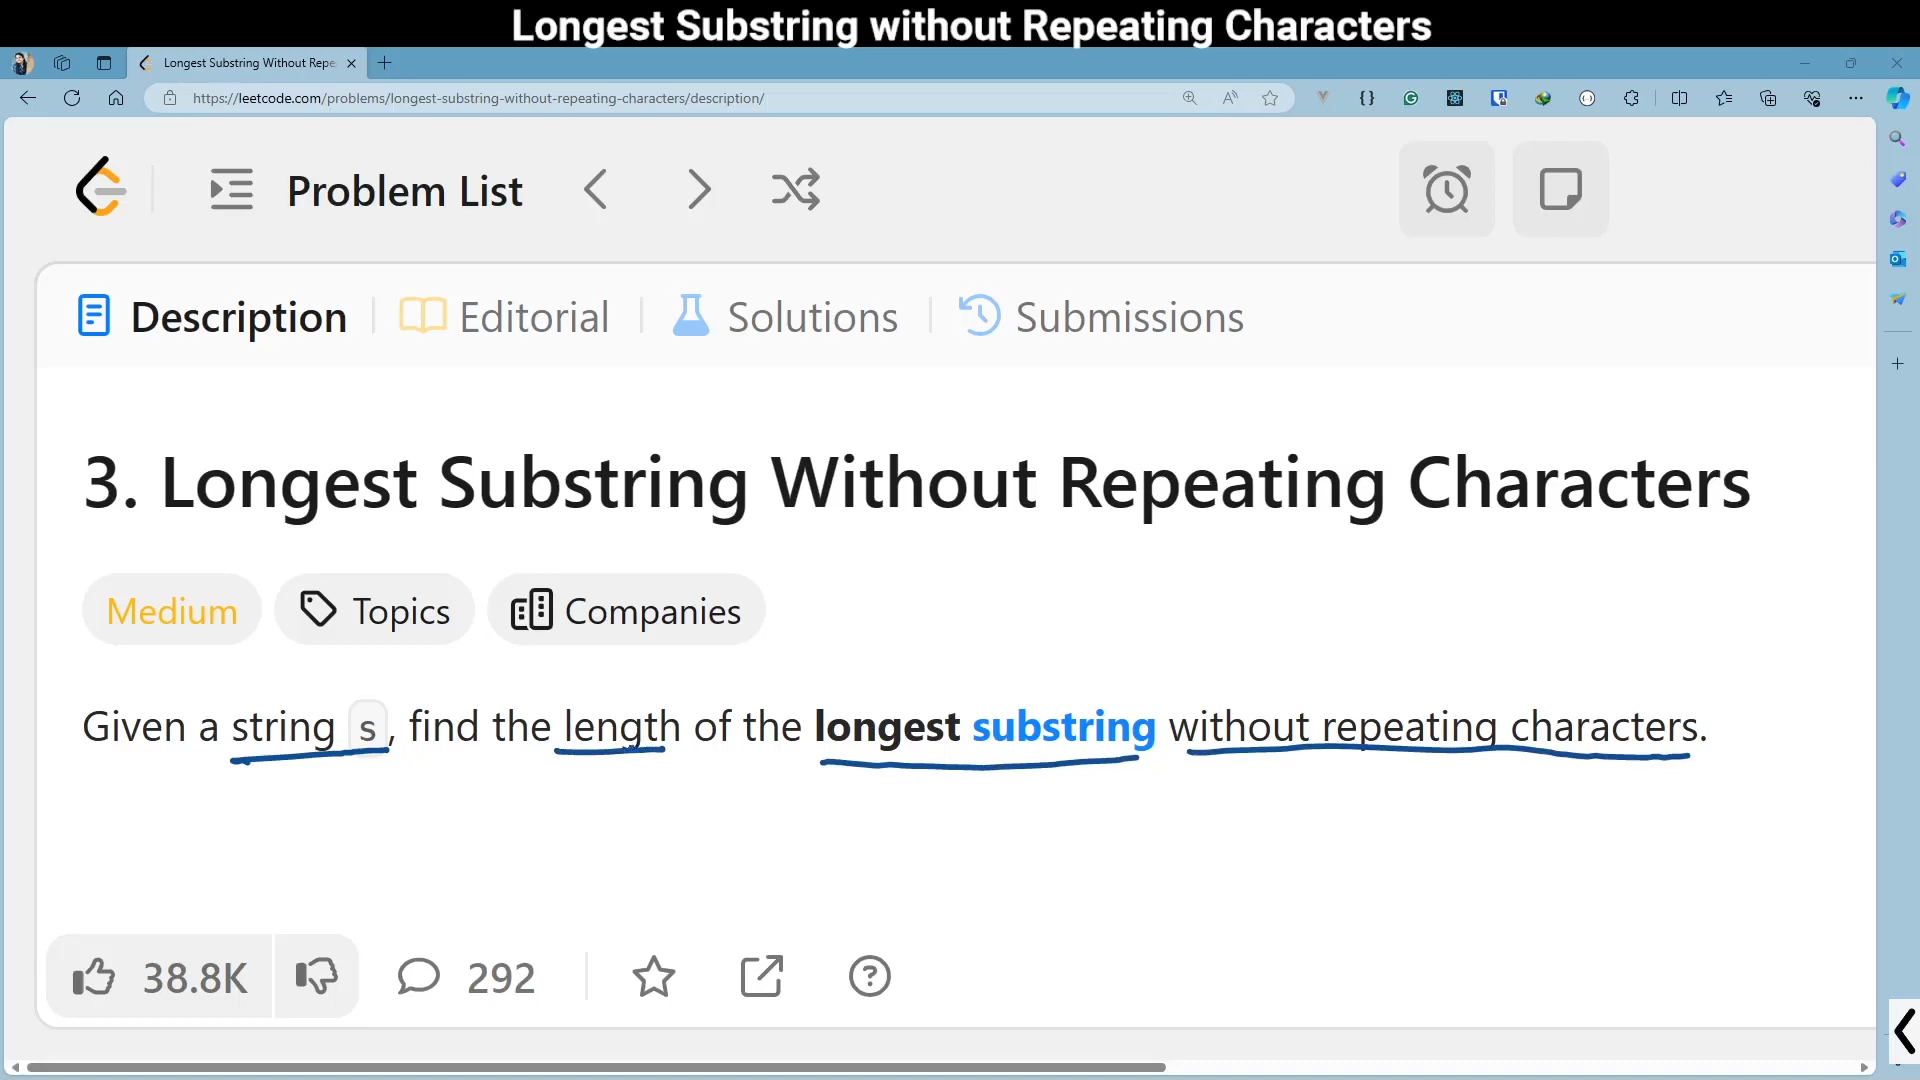 Longest Substring without Repeating Characters
Longest Substring Without Repe
https://leetcode.com/problems/longest-substring-without-repeating-characters/description/
Problem List
Description Editorial Solutions Submissions
3. Longest Substring Without Repeating Characters
Medium Topics Companies
Given a string s, find the length of the longest substring without repeating characters.
38.8K 292